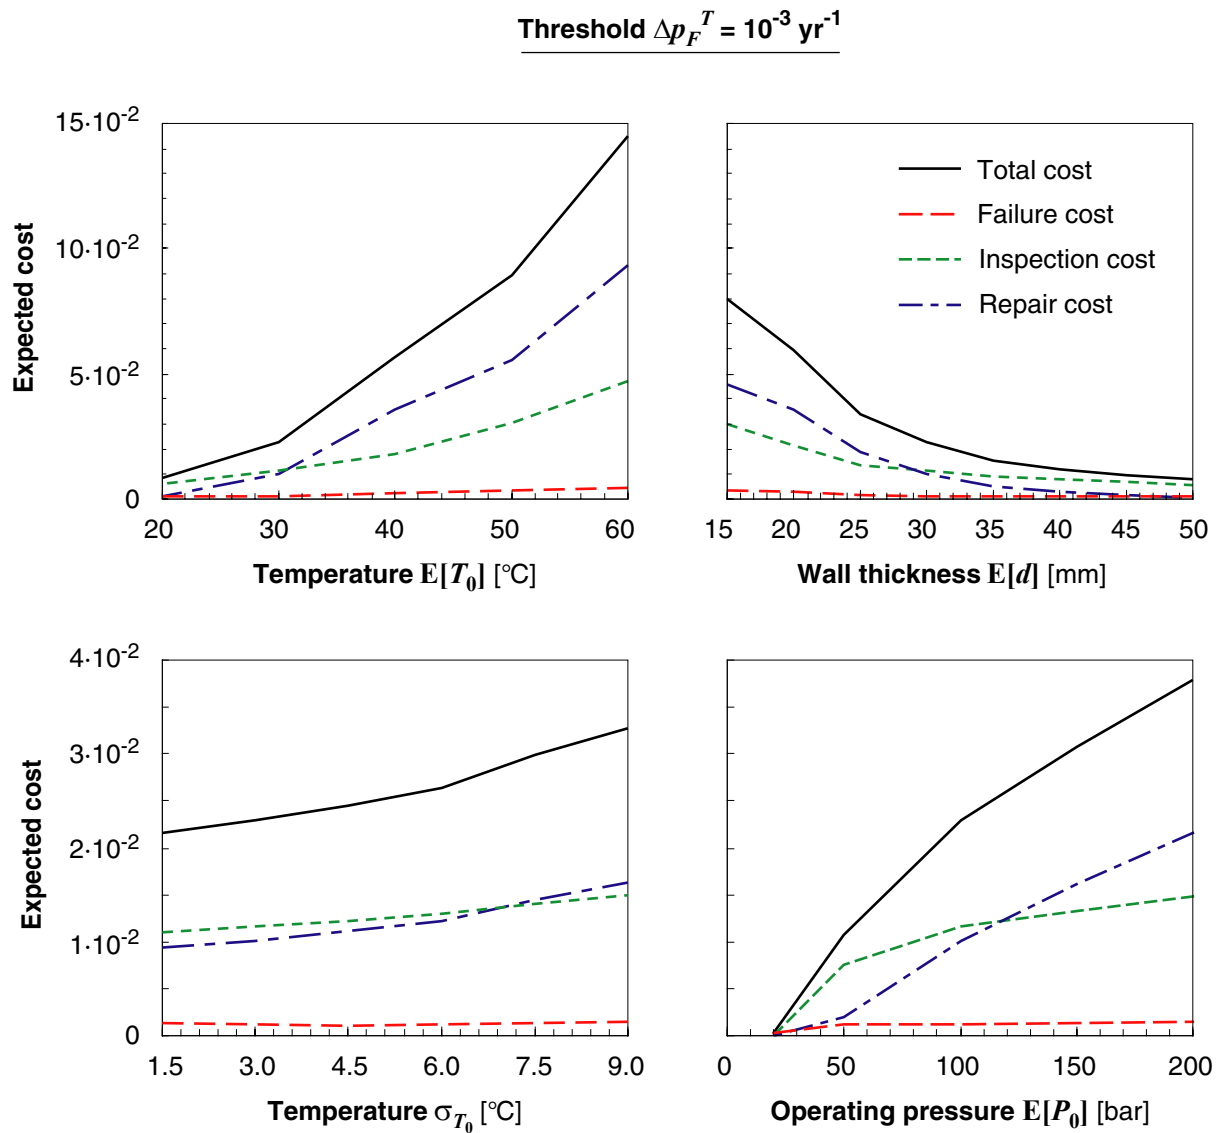 Threshold Δp_F^T = 10^-3 yr^-1
15·10^-2
10·10^-2
5·10^-2
0
Expected cost
20 30 40 50 60
Temperature E[T_0] [°C]
Total cost
Failure cost
Inspection cost
Repair cost
15 20 25 30 35 40 45 50
Wall thickness E[d] [mm]
4·10^-2
3·10^-2
2·10^-2
1·10^-2
0
Expected cost
1.5 3.0 4.5 6.0 7.5 9.0
Temperature σ_T_0 [°C]
0 50 100 150 200
Operating pressure E[P_0] [bar]